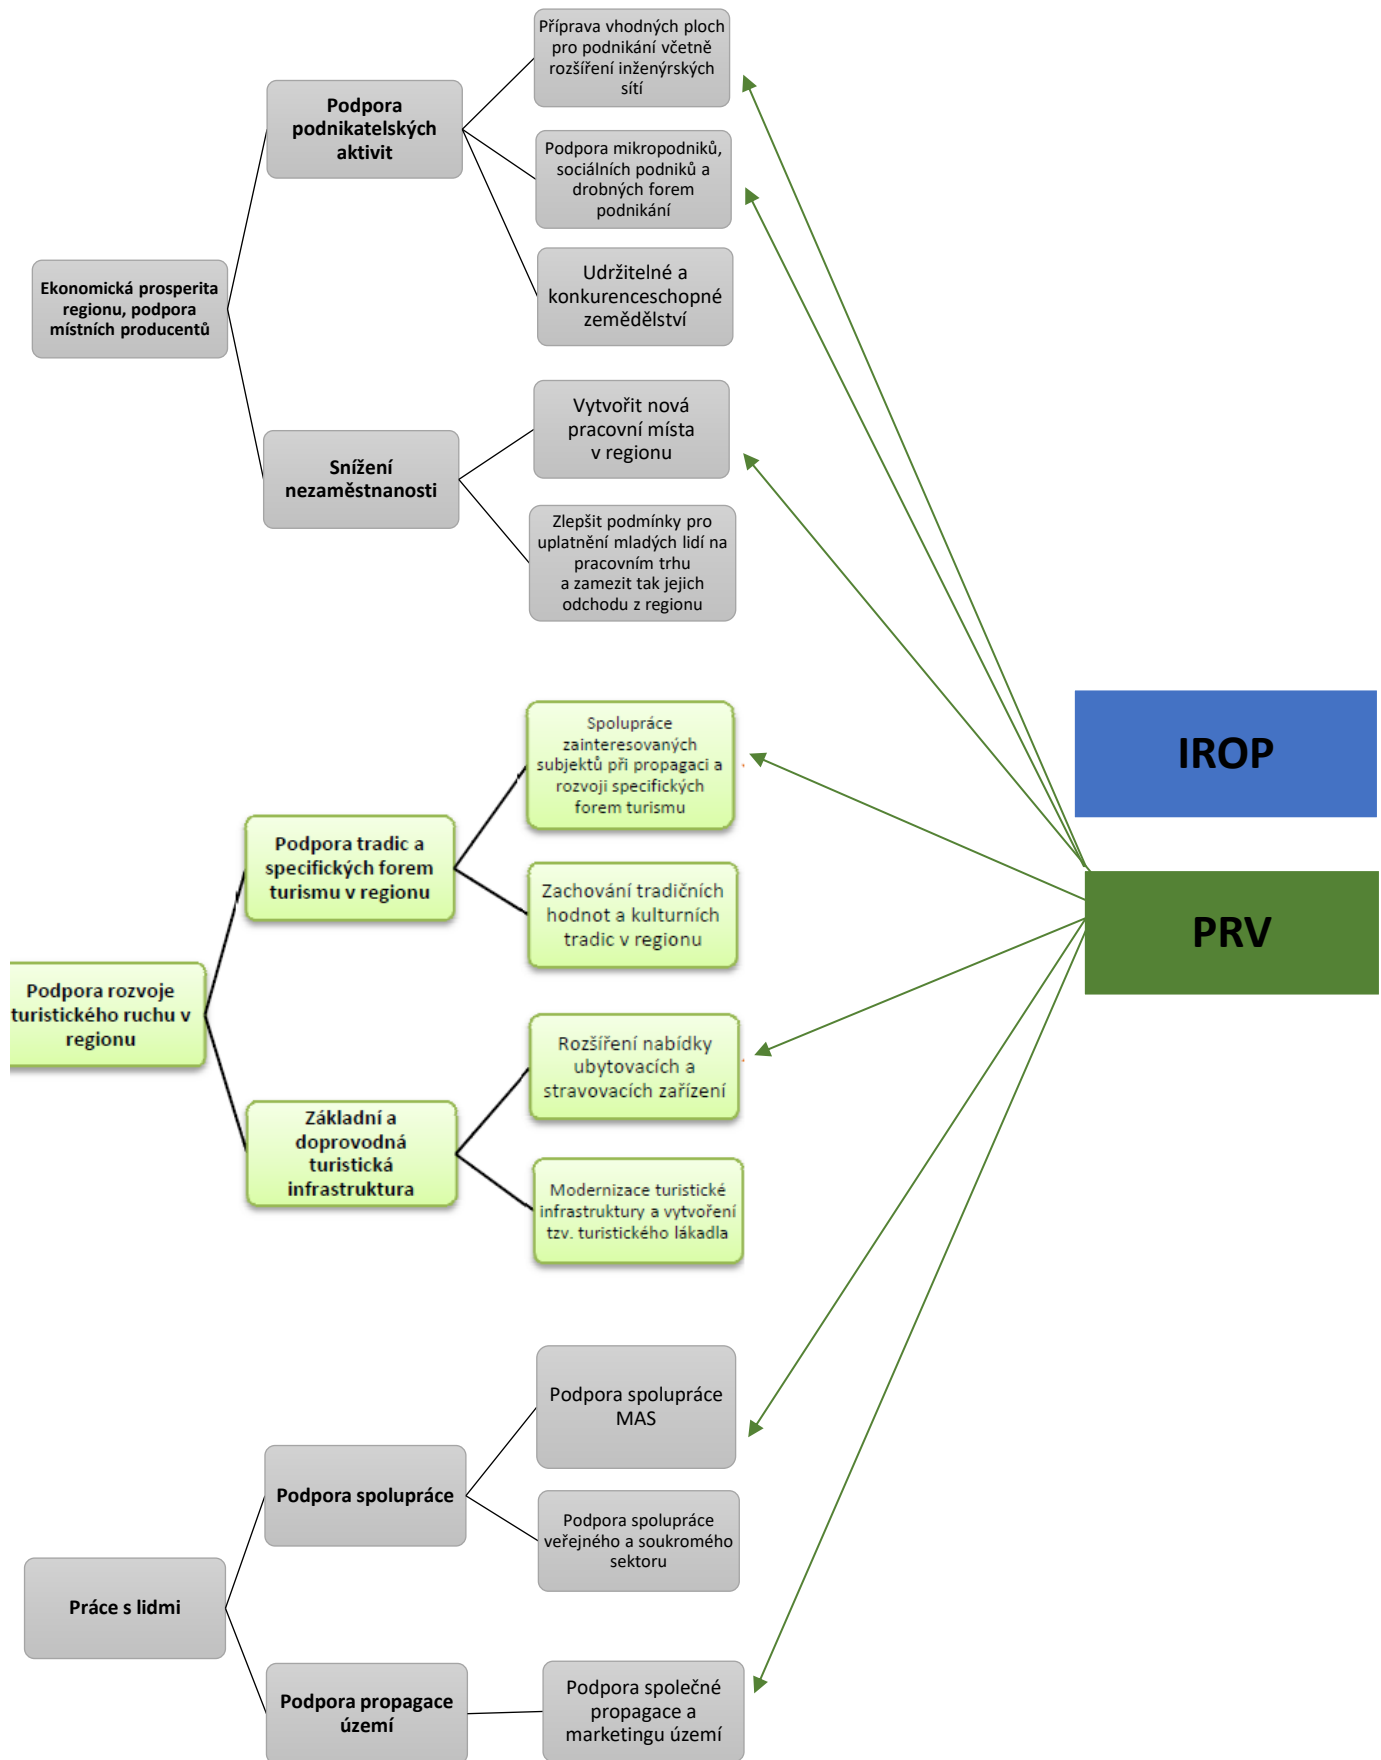 Příprava vhodných ploch
pro podnikání včetně
rozšíření inženýrských
sítí
Podpora
podnikatelských
aktivit
Podpora mikropodniků,
sociálních podniků a
drobných forem
podnikání
Udržitelné a
konkurenceschopné
zemědělství
Ekonomická prosperita
regionu, podpora
místních producentů
Vytvořit nová
pracovní místa
v regionu
Snížení
nezaměstnanosti
Zlepšit podmínky pro
uplatnění mladých lidí na
pracovním trhu
a zamezit tak jejich
odchodu z regionu
Spolupráce
zainteresovaných
subjektů při propagaci a
rozvoji specifických
forem turismu
IROP
Podpora tradic a
specifických forem
turismu v regionu
Zachování tradičních
hodnot a kulturních
tradic v regionu
PRV
Podpora rozvoje
turistického ruchu v
regionu
Rozšíření nabídky
ubytovacích a
stravovacích zařízení
Základní a
doprovodná
turistická
infrastruktura
Modernizace turistické
infrastruktury a vytvoření
tzv. turistického lákadla
Podpora spolupráce
MAS
Podpora spolupráce
Podpora soukupráce
veřejného a soukromého
sektoru
Práce s lidmi
Podpora propagace
území
Podpora společné
propagace a
marketingu území